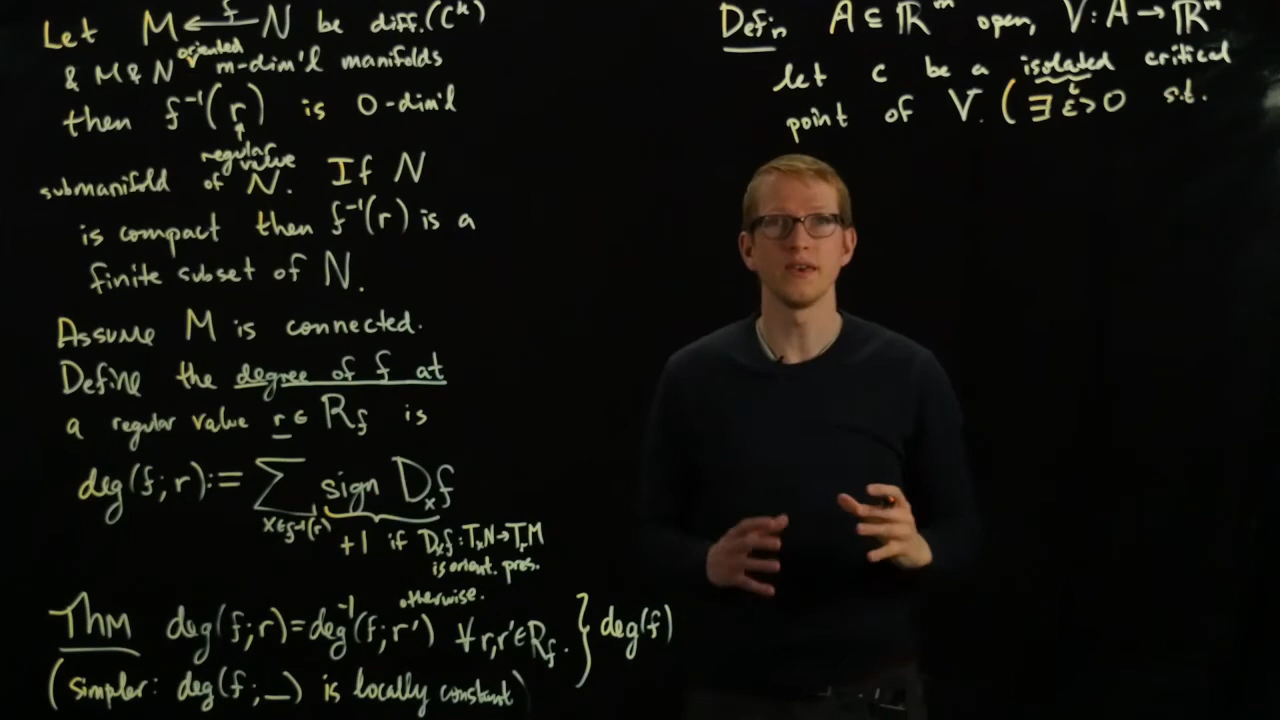 Let M ←f— N be diff. (C^k)
& M & N oriented m-dim'l manifolds
then f⁻¹(r) is 0-dim'l
regular value
submanifold of N. If N
is compact then f⁻¹(r) is a
finite subset of N.
Assume M is connected.
Define the degree of f at
a regular value r ∈ R_f is
deg(f;r) := Σ_{x∈f⁻¹(r)} sign D_x f
+1 if D_x f : T_x N → T_r M
is orient. pres.
-1 otherwise.
Thm deg(f;r) = deg(f;r') ∀ r,r' ∈ R_f. } deg(f)
(simpler: deg(f;_) is locally constant)
Defn A ⊆ ℝ^m open, V : A → ℝ^m
let c be a isolated critical
point of V. (∃ ε > 0 s.t.